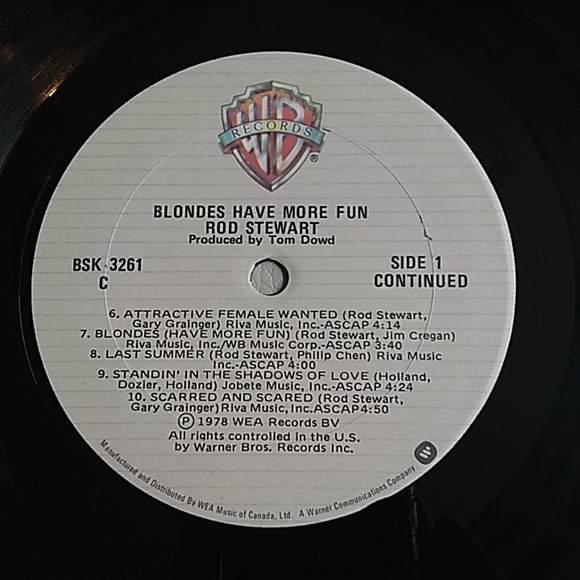 WB
RECORDS
®
BLONDES HAVE MORE FUN
ROD STEWART
Produced by Tom Dowd
BSK 3261
C
SIDE 1
CONTINUED
6. ATTRACTIVE FEMALE WANTED (Rod Stewart,
Gary Grainger) Riva Music, Inc.-ASCAP 4:14
7. BLONDES (HAVE MORE FUN) (Rod Stewart, Jim Cregan)
Riva Music, Inc./WB Music Corp.-ASCAP 3:40
8. LAST SUMMER (Rod Stewart, Philip Chen) Riva Music
Inc.-ASCAP 4:00
9. STANDIN' IN THE SHADOWS OF LOVE (Holland,
Dozier, Holland) Jobete Music, Inc.-ASCAP 4:24
10. SCARRED AND SCARED (Rod Stewart,
Gary Grainger) Riva Music, Inc.ASCAP 4:50
Ⓟ 1978 WEA Records BV
All rights controlled in the U.S.
by Warner Bros. Records Inc.
Manufactured and Distributed By WEA Music of Canada, Ltd. A Warner Communications Company.